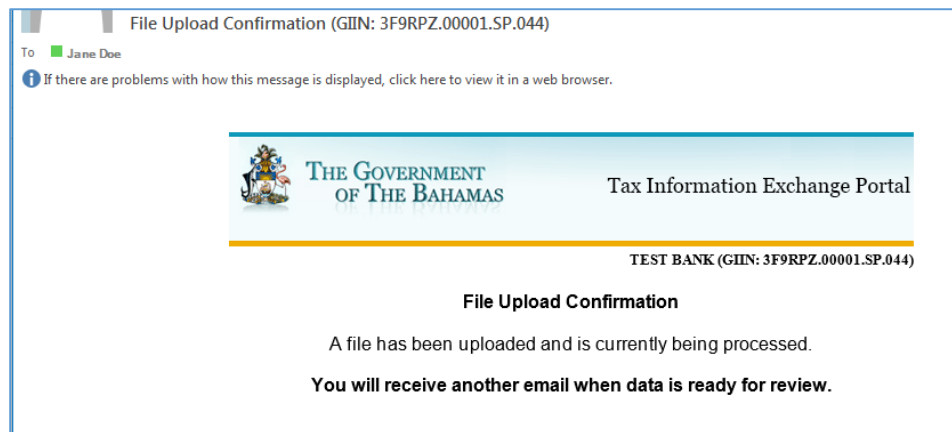 File Upload Confirmation (GIIN: 3F9RPZ.00001.SP.044)
To Jane Doe
If there are problems with how this message is displayed, click here to view it in a web browser.
THE GOVERNMENT
OF THE BAHAMAS
Tax Information Exchange Portal
TEST BANK (GIIN: 3F9RPZ.00001.SP.044)
File Upload Confirmation
A file has been uploaded and is currently being processed.
You will receive another email when data is ready for review.